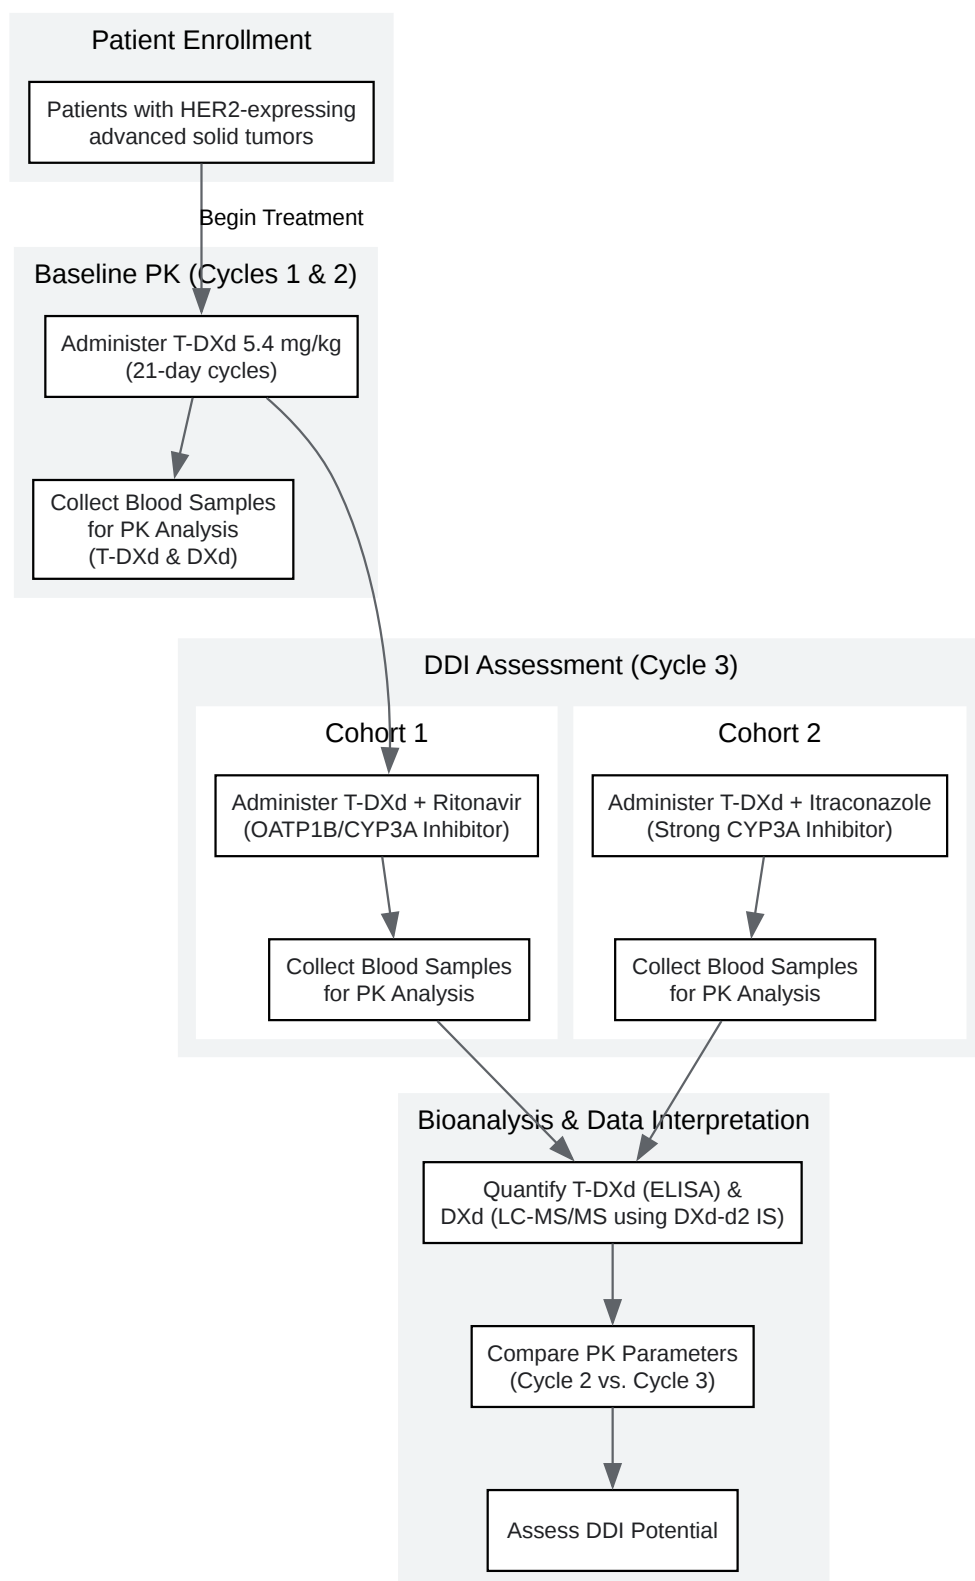 Patient Enrollment
Patients with HER2-expressing
advanced solid tumors
Begin Treatment
Baseline PK (Cycles 1 & 2)
Administer T-DXd 5.4 mg/kg
(21-day cycles)
Collect Blood Samples
for PK Analysis
(T-DXd & DXd)
DDI Assessment (Cycle 3)
Cohort 1
Administer T-DXd + Ritonavir
(OATP1B/CYP3A Inhibitor)
Collect Blood Samples
for PK Analysis
Cohort 2
Administer T-DXd + Itraconazole
(Strong CYP3A Inhibitor)
Collect Blood Samples
for PK Analysis
Bioanalysis & Data Interpretation
Quantify T-DXd (ELISA) &
DXd (LC-MS/MS using DXd-d2 IS)
Compare PK Parameters
(Cycle 2 vs. Cycle 3)
Assess DDI Potential